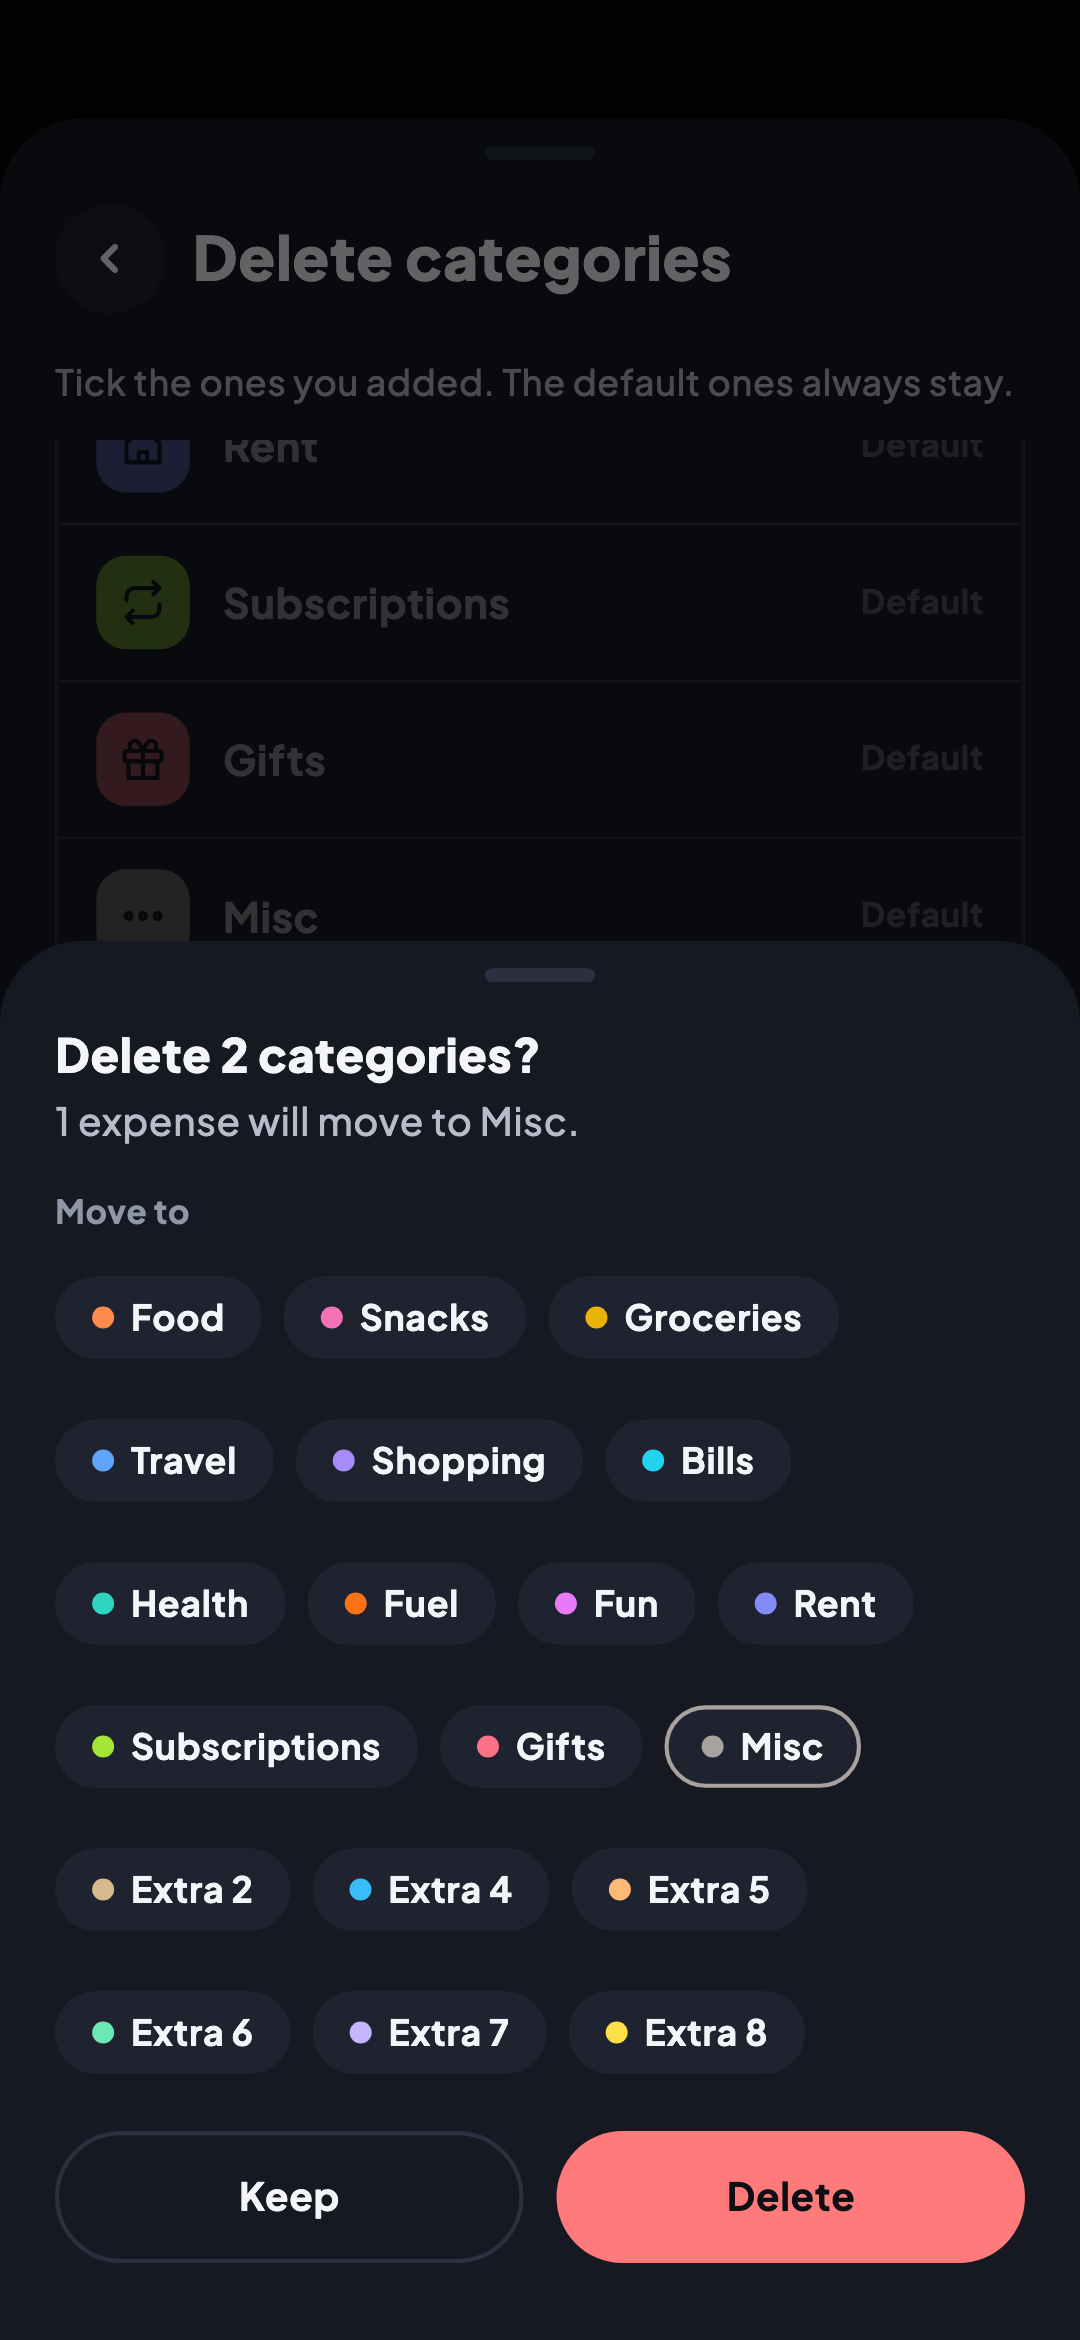 Delete categories
Tick the ones you added. The default ones always stay.
Rent Default
Subscriptions Default
Gifts Default
Misc Default
Delete 2 categories?
1 expense will move to Misc.
Move to
Food Snacks Groceries
Travel Shopping Bills
Health Fuel Fun Rent
Subscriptions Gifts Misc
Extra 2 Extra 4 Extra 5
Extra 6 Extra 7 Extra 8
Keep Delete